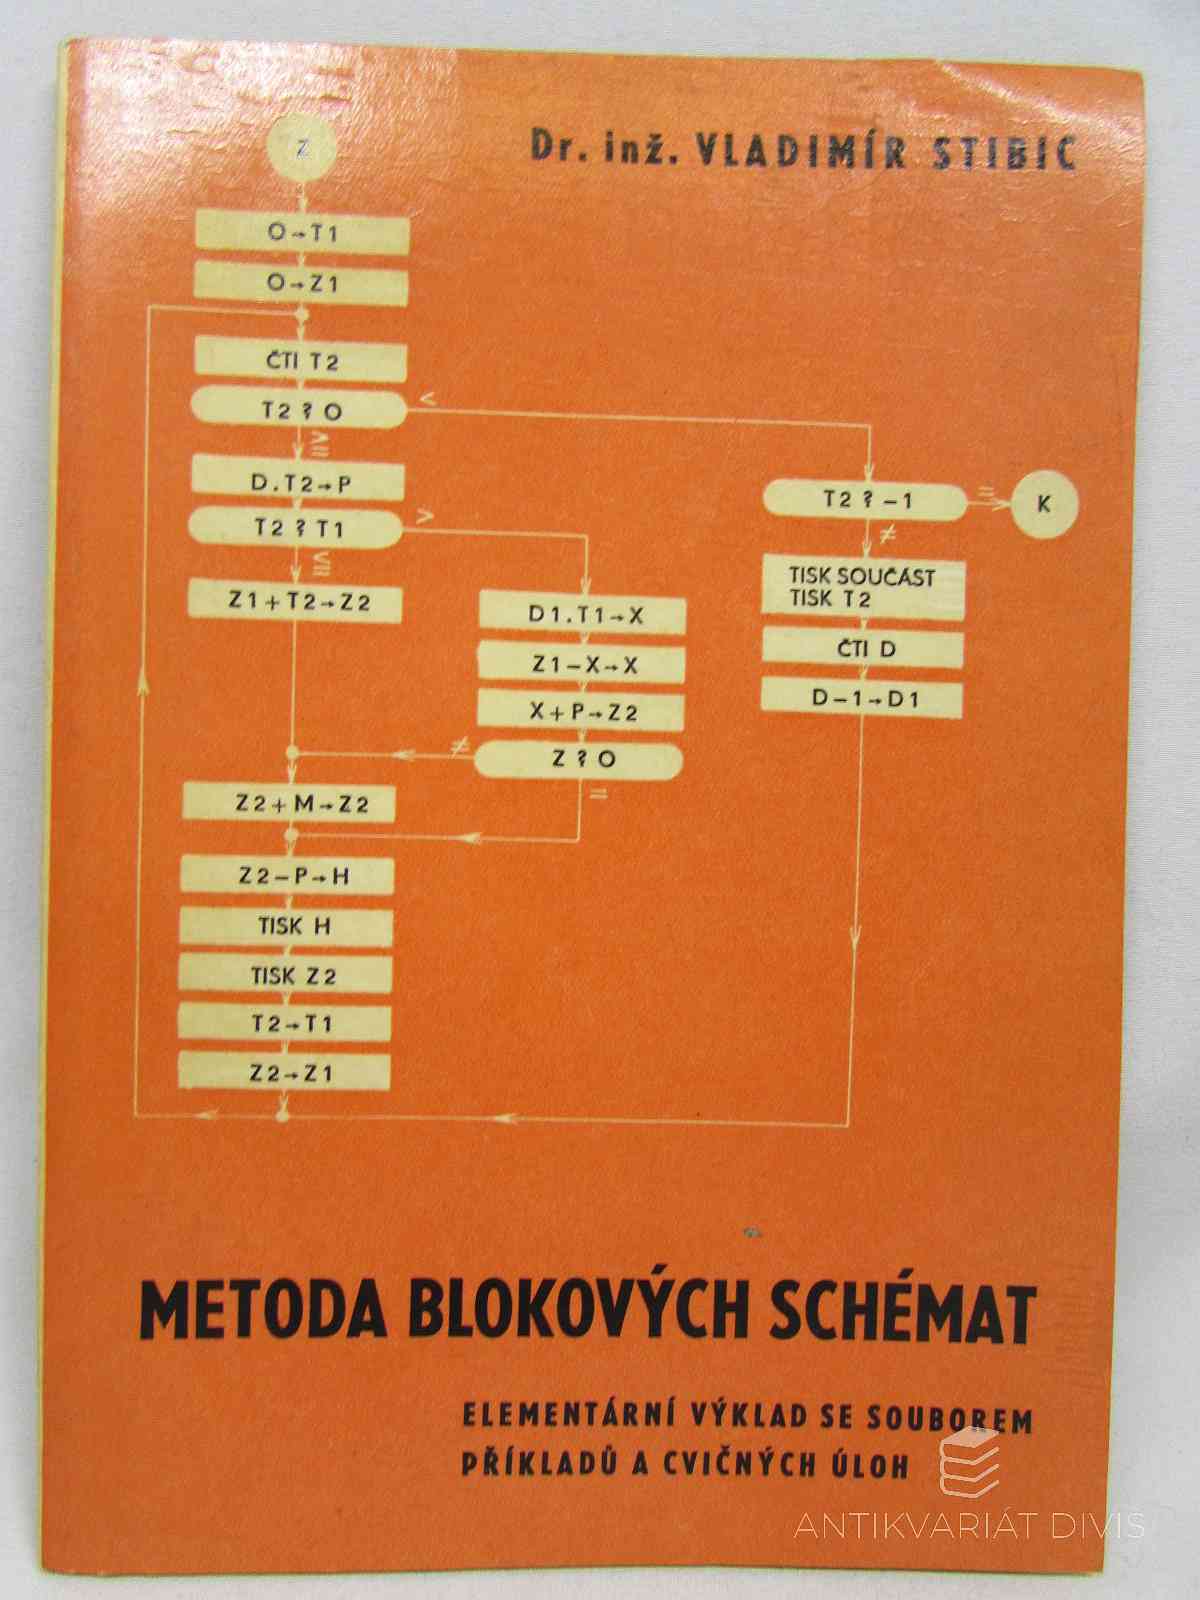 Dr. inž. VLADIMÍR STIBIC
Z
O→T1
O→Z1
ČTI T2
T2 ? O
<
≥
D.T2→P
T2 ? T1
>
≤
Z1+T2→Z2
D1.T1→X
Z1–X→X
X+P→Z2
Z ? O
≠
=
T2 ? –1
=
K
≠
TISK SOUČÁST
TISK T2
ČTI D
D–1→D1
Z2+M→Z2
Z2–P→H
TISK H
TISK Z2
T2→T1
Z2→Z1
METODA BLOKOVÝCH SCHÉMAT
ELEMENTÁRNÍ VÝKLAD SE SOUBOREM
PŘÍKLADŮ A CVIČNÝCH ÚLOH
ANTIKVARIÁT DIVIS